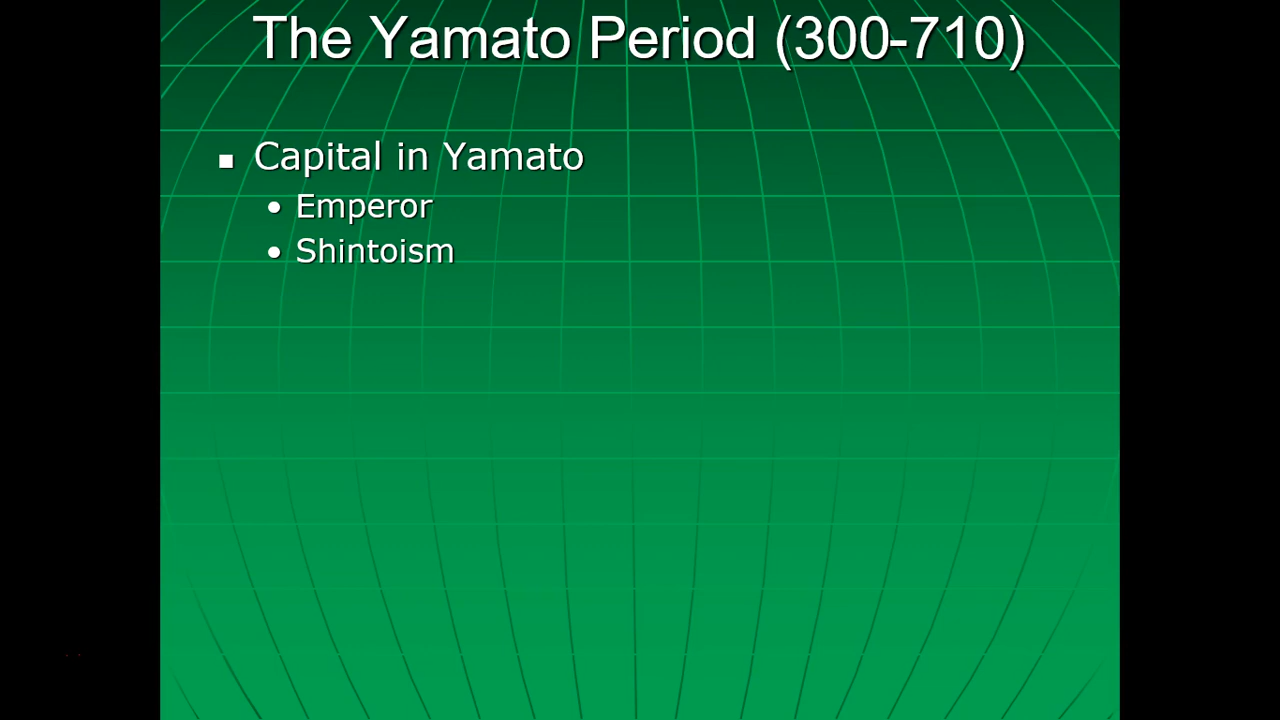 The Yamato Period (300-710)
Capital in Yamato
Emperor
Shintoism